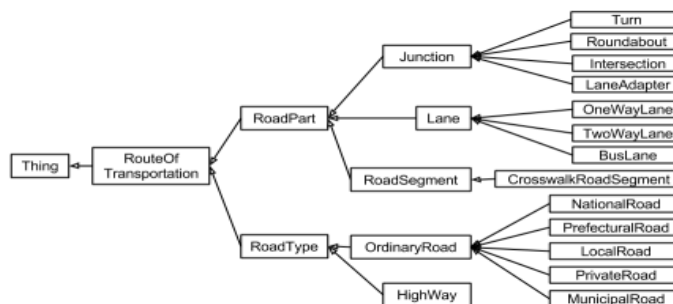 Turn
Roundabout
Junction
Intersection
LaneAdapter
OneWayLane
RoadPart
Lane
TwoWayLane
BusLane
Thing
RouteOf
Transportation
RoadSegment
CrosswalkRoadSegment
NationalRoad
PrefecturalRoad
RoadType
OrdinaryRoad
LocalRoad
PrivateRoad
HighWay
MunicipalRoad